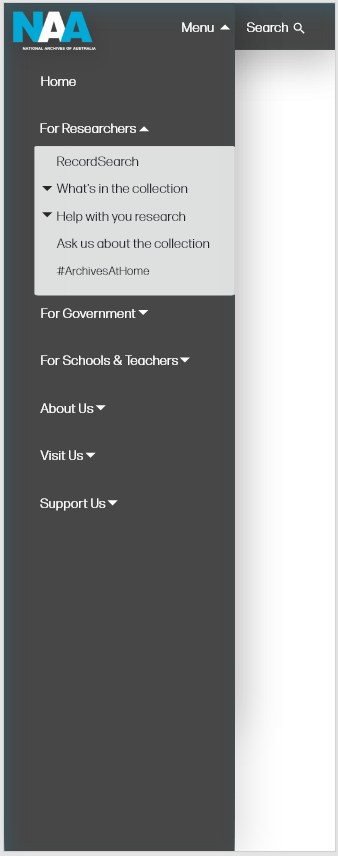 NAA
NATIONAL ARCHIVES OF AUSTRALIA
Menu
Search
Home
For Researchers
RecordSearch
What's in the collection
Help with you research
Ask us about the collection
#ArchivesAtHome
For Government
For Schools & Teachers
About Us
Visit Us
Support Us